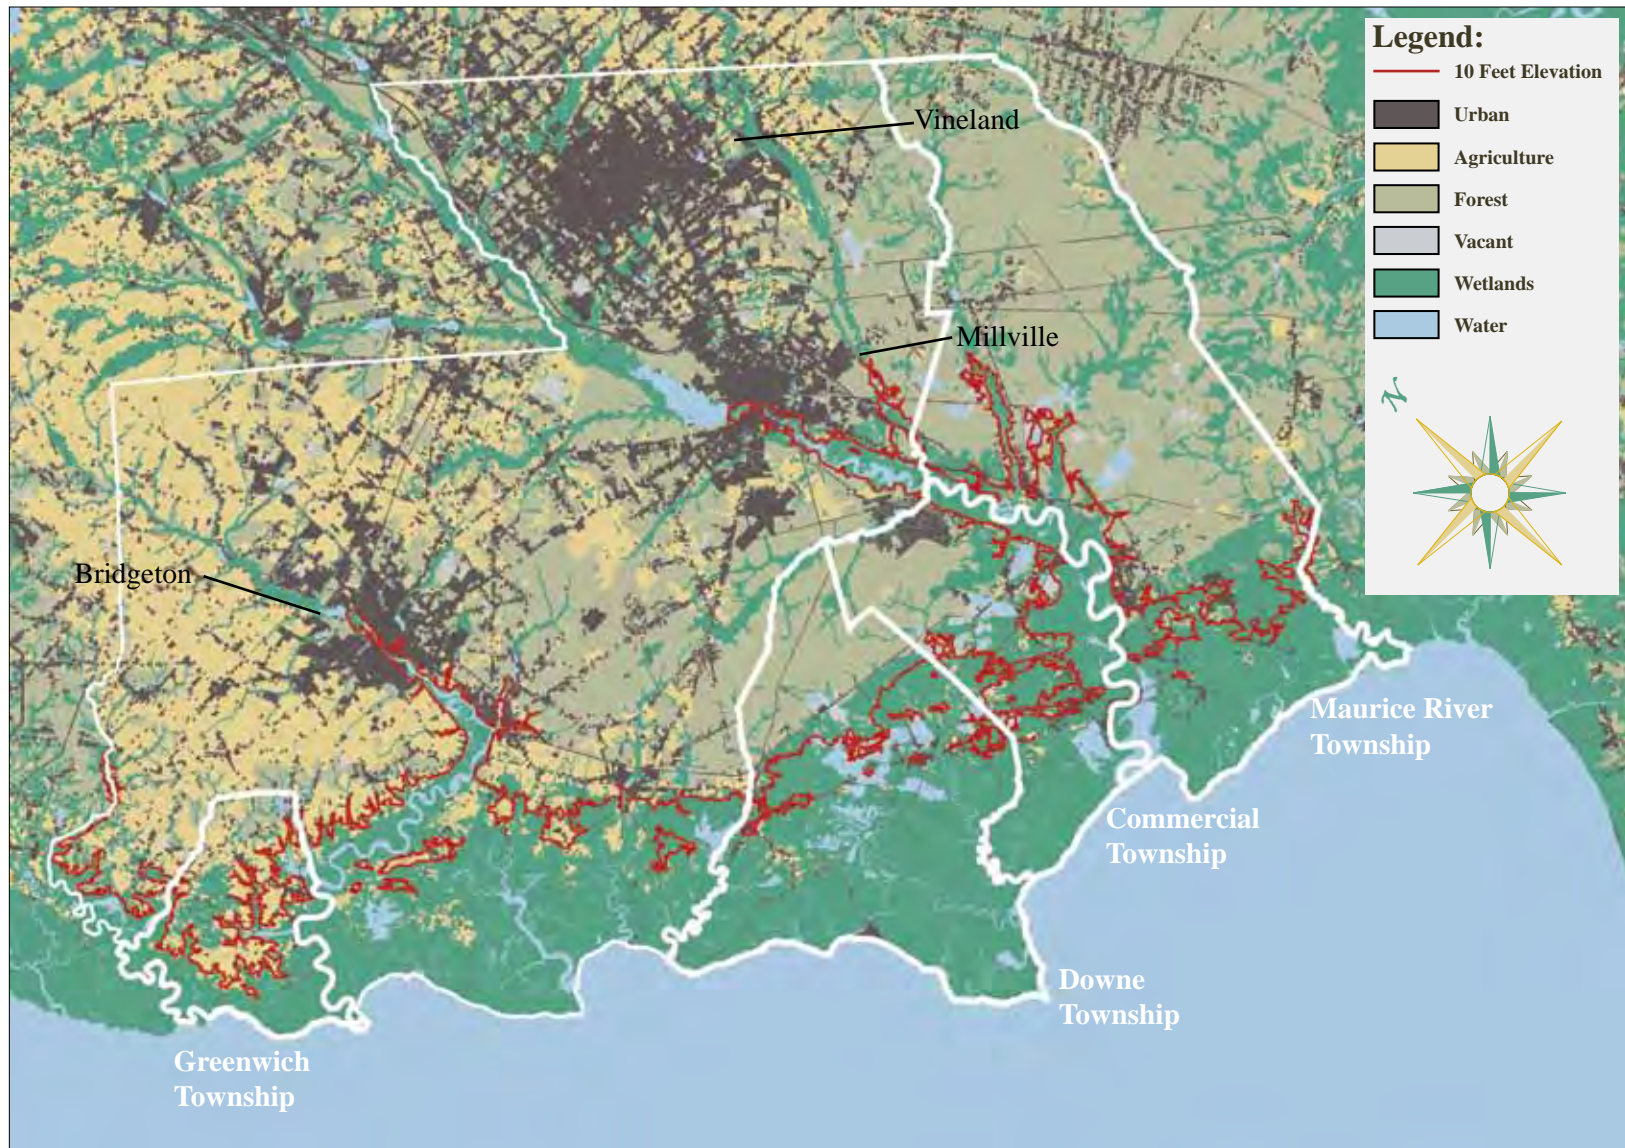 Legend:
10 Feet Elevation
Urban
Agriculture
Forest
Vacant
Wetlands
Water
N
Vineland
Millville
Bridgeton
Maurice River
Township
Commercial
Township
Downe
Township
Greenwich
Township